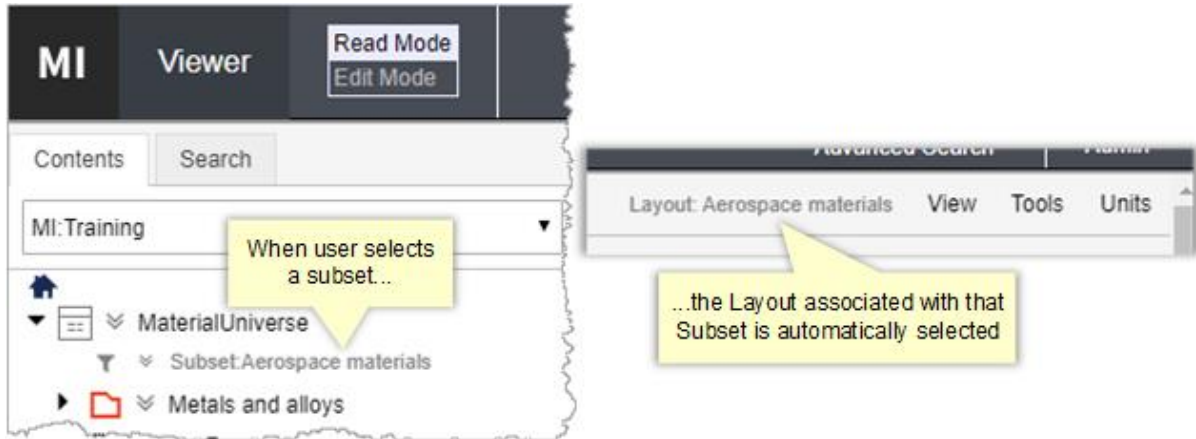 MI Viewer Read Mode
Edit Mode
Contents Search
MI:Training
When user selects
a subset...
MaterialUniverse
Subset:Aerospace materials
Metals and alloys
Advanced Search Admin
Layout: Aerospace materials View Tools Units
...the Layout associated with that
Subset is automatically selected